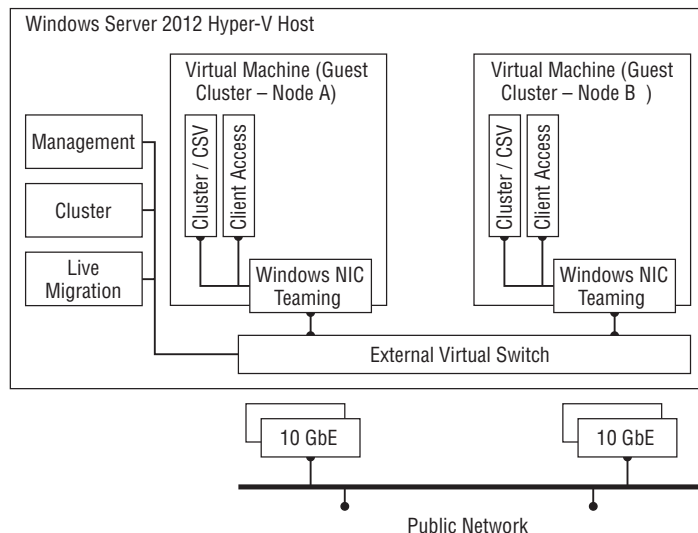 Windows Server 2012 Hyper-V Host
Virtual Machine (Guest
Cluster – Node A)
Virtual Machine (Guest
Cluster – Node B )
Management
Cluster
Live
Migration
Cluster / CSV
Client Access
Cluster / CSV
Client Access
Windows NIC
Teaming
Windows NIC
Teaming
External Virtual Switch
10 GbE
10 GbE
Public Network